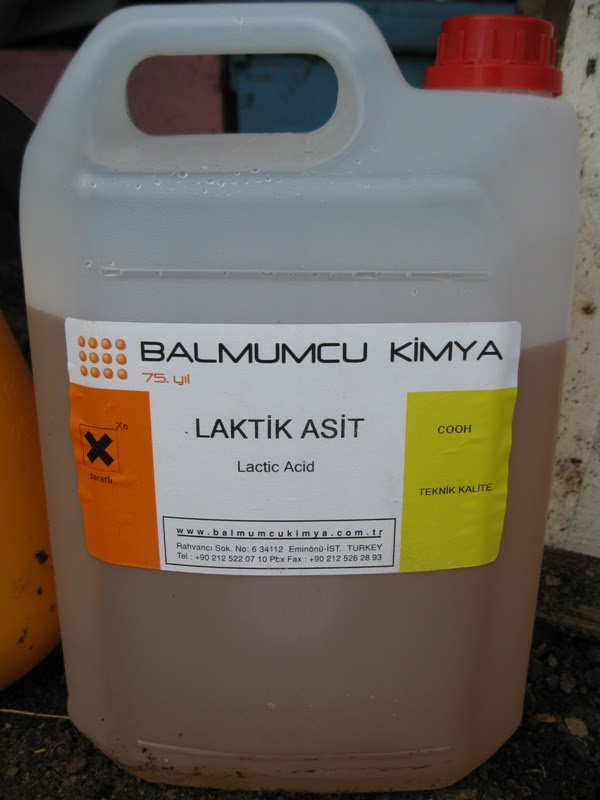 BALMUMCU KİMYA
75. yıl
Xn
zararlı
LAKTİK ASİT
Lactic Acid
COOH
TEKNİK KALİTE
www.balmumcukimya.com.tr
Rahvancı Sok. No: 6 34112 Eminönü-İST. TURKEY
Tel : +90 212 522 07 10 Pbx Fax : +90 212 526 28 93